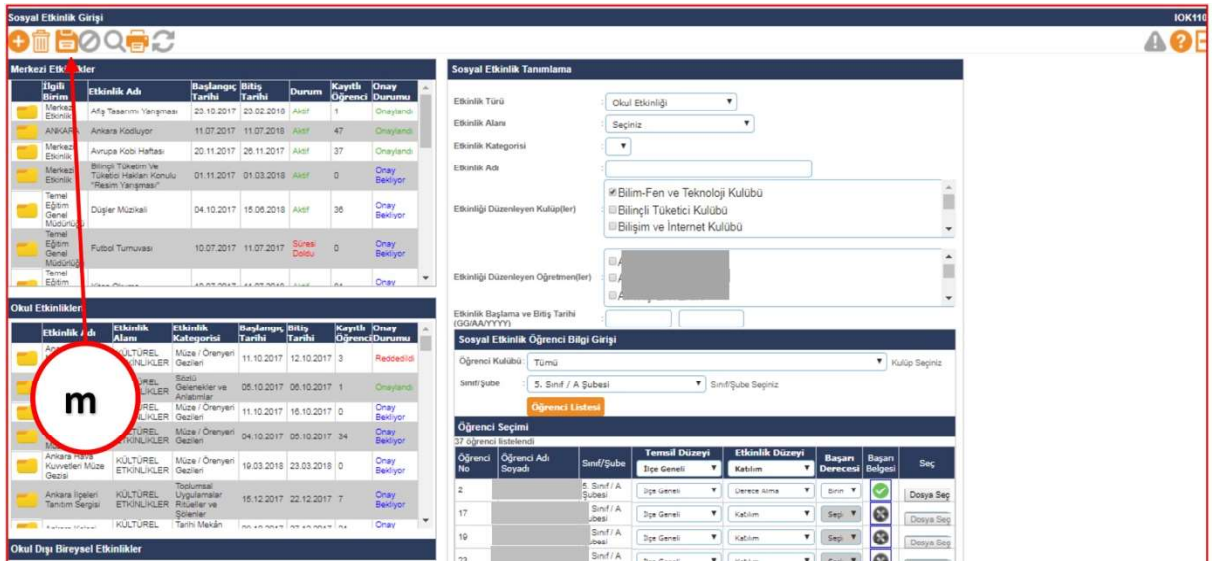 Sosyal Etkinlik Girişi
IOK110
Merkezi Etkinlikler
İlgili Birim Etkinlik Adı Başlangıç Tarihi Bitiş Tarihi Durum Kayıtlı Öğrenci Onay Durumu
Merkezi Etkinlik Afiş Tasarımı Yarışması 23.10.2017 23.02.2018 Aktif 1 Onaylandı
ANKARA Ankara Kodluyor 11.07.2017 11.07.2018 Aktif 47 Onaylandı
Merkezi Etkinlik Avrupa Kobi Haftası 20.11.2017 26.11.2017 Aktif 37 Onaylandı
Merkezi Etkinlik Bilinçli Tüketim Ve Tüketici Hakları Konulu "Resim Yarışması" 01.11.2017 01.03.2018 Aktif 0 Onay Bekliyor
Temel Eğitim Genel Müdürlüğü Düşler Müzikali 04.10.2017 15.06.2018 Aktif 36 Onay Bekliyor
Temel Eğitim Genel Müdürlüğü Futbol Turnuvası 10.07.2017 11.07.2017 Süresi Doldu 0 Onay Bekliyor
Temel Eğitim Onay
Okul Etkinlikleri
Etkinlik Adı Etkinlik Alanı Etkinlik Kategorisi Başlangıç Tarihi Bitiş Tarihi Kayıtlı Öğrenci Onay Durumu
KÜLTÜREL ETKİNLİKLER Müze / Örenyeri Gezileri 11.10.2017 12.10.2017 3 Reddedildi
Sözlü Gelenekler ve Anlatımlar 05.10.2017 06.10.2017 1 Onaylandı
Müze / Örenyeri Gezileri 11.10.2017 16.10.2017 0 Onay Bekliyor
Müze / Örenyeri Gezileri 04.10.2017 05.10.2017 34 Onay Bekliyor
Ankara Hava Kuvvetleri Müze Gezisi KÜLTÜREL ETKİNLİKLER Müze / Örenyeri Gezileri 19.03.2018 23.03.2018 0 Onay Bekliyor
Ankara İlçeleri Tanıtım Sergisi KÜLTÜREL ETKİNLİKLER Toplumsal Uygulamalar Ritüeller ve Şölenler 18.12.2017 22.12.2017 7 Onay Bekliyor
KÜLTÜREL Tarihi Mekân Onay
Okul Dışı Bireysel Etkinlikler
m
Sosyal Etkinlik Tanımlama
Etkinlik Türü : Okul Etkinliği
Etkinlik Alanı : Seçiniz
Etkinlik Kategorisi :
Etkinlik Adı :
Etkinliği Düzenleyen Kulüp(ler) :
Bilim-Fen ve Teknoloji Kulübü
Bilinçli Tüketici Kulübü
Bilişim ve İnternet Kulübü
Etkinliği Düzenleyen Öğretmen(ler) :
Etkinlik Başlama ve Bitiş Tarihi (GG/AA/YYYY) :
Sosyal Etkinlik Öğrenci Bilgi Girişi
Öğrenci Kulübü : Tümü Kulüp Seçiniz
Sınıf/Şube : 5. Sınıf / A Şubesi Sınıf/Şube Seçiniz
Öğrenci Listesi
Öğrenci Seçimi
37 öğrenci listelendi
Öğrenci No Öğrenci Adı Soyadı Sınıf/Şube Temsil Düzeyi İlçe Geneli Etkinlik Düzeyi Katılım Başarı Derecesi Başarı Belgesi Seç
2 5. Sınıf / A Şubesi İlçe Geneli Derece Alma Birin Dosya Seç
17 Sınıf / A Şubesi İlçe Geneli Katılım Seçi Dosya Seç
19 Sınıf / A İlçe Geneli Katılım Seçi Dosya Seç
23 Sınıf / A